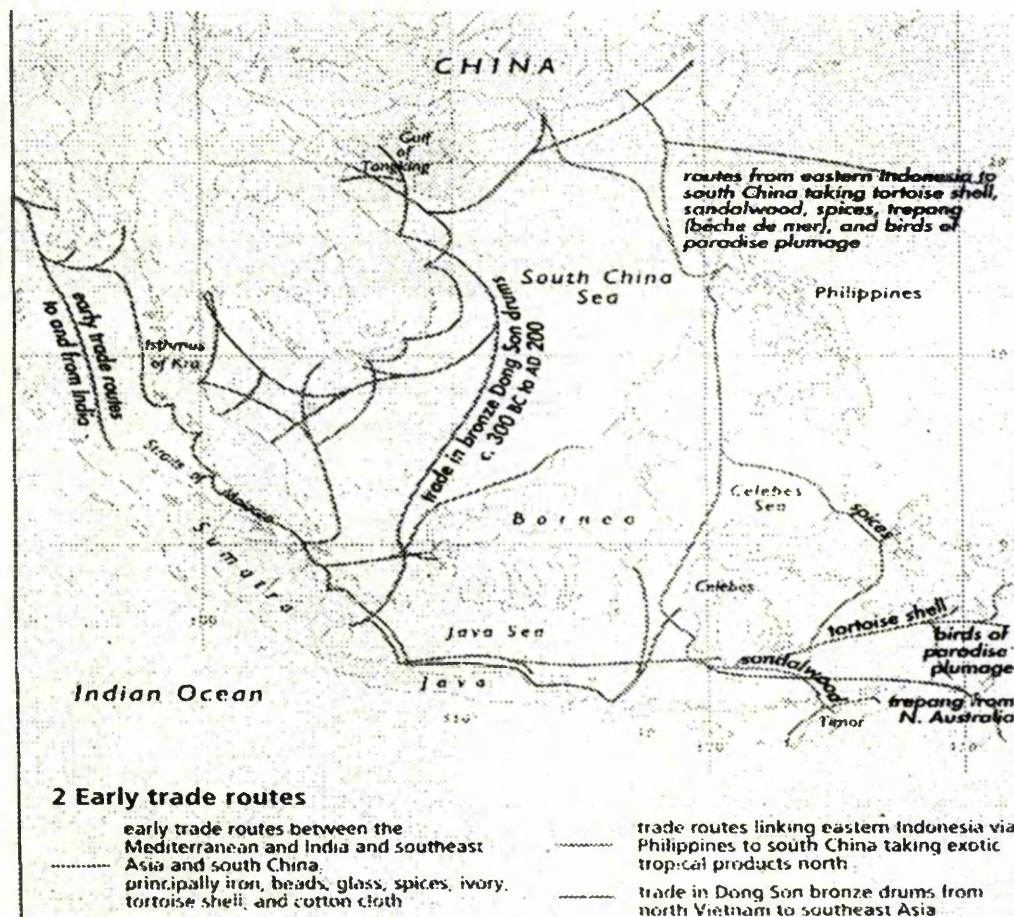 CHINA
Gulf
of
Tongking
routes from eastern Indonesia to
south China taking tortoise shell,
sandalwood, spices, trepang
(bèche de mer), and birds of
paradise plumage
South China
Sea
Philippines
early trade routes
to and from India
Isthmus
of Kra
trade in bronze Dong Son drums
c. 300 BC to AD 200
Straits of Malacca
Sumatra
Borneo
Celebes
Sea
spices
Celebes
100
Java Sea
tortoise shell
birds of
paradise
plumage
sandalwood
Indian Ocean
Java
trepang from
N. Australia
Timor
2 Early trade routes
early trade routes between the
Mediterranean and India and southeast
Asia and south China,
principally iron, beads, glass, spices, ivory,
tortoise shell, and cotton cloth
trade routes linking eastern Indonesia via
Philippines to south China taking exotic
tropical products north
trade in Dong Son bronze drums from
north Vietnam to southeast Asia